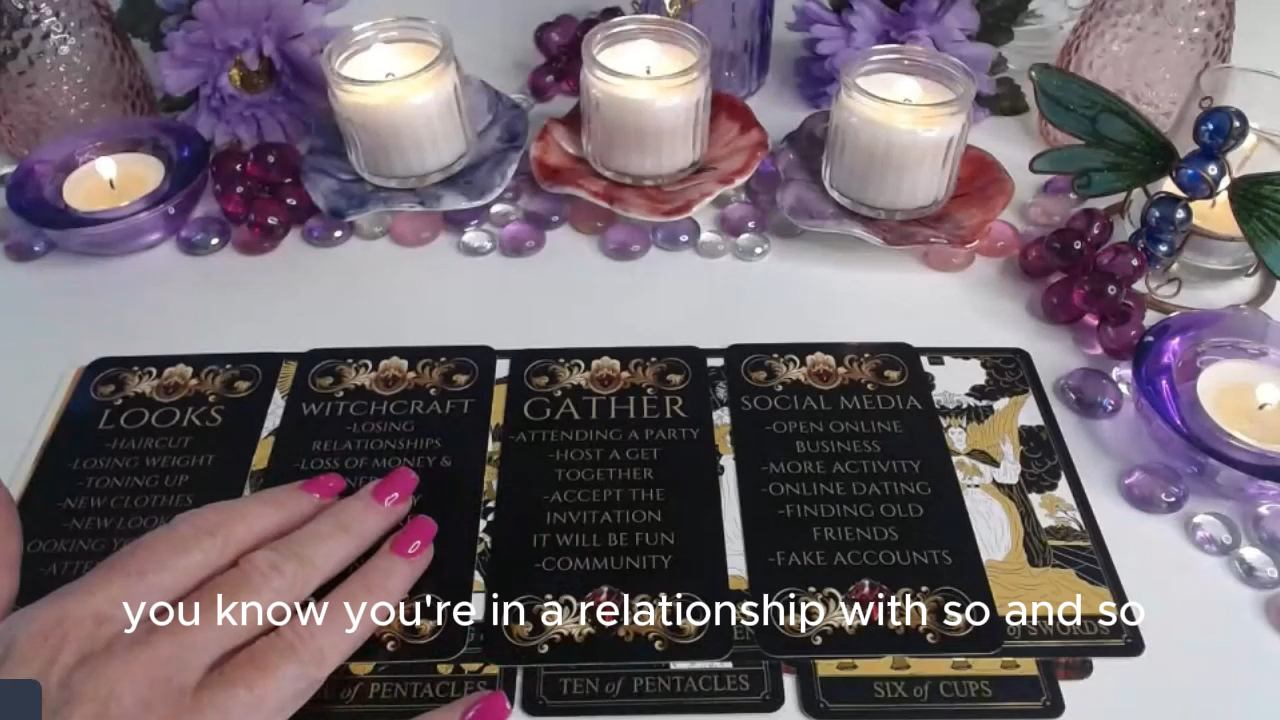 LOOKS
-HAIRCUT
-LOSING WEIGHT
-TONING UP
-NEW CLOTHES
-NEW LOOK
WITCHCRAFT
-LOSING
RELATIONSHIPS
-LOSS OF MONEY &
GATHER
-ATTENDING A PARTY
-HOST A GET
TOGETHER
-ACCEPT THE
INVITATION
IT WILL BE FUN
-COMMUNITY
SOCIAL MEDIA
-OPEN ONLINE
BUSINESS
-MORE ACTIVITY
-ONLINE DATING
-FINDING OLD
FRIENDS
-FAKE ACCOUNTS
you know you're in a relationship with so and so
of SWORDS
of PENTACLES
TEN of PENTACLES
SIX of CUPS